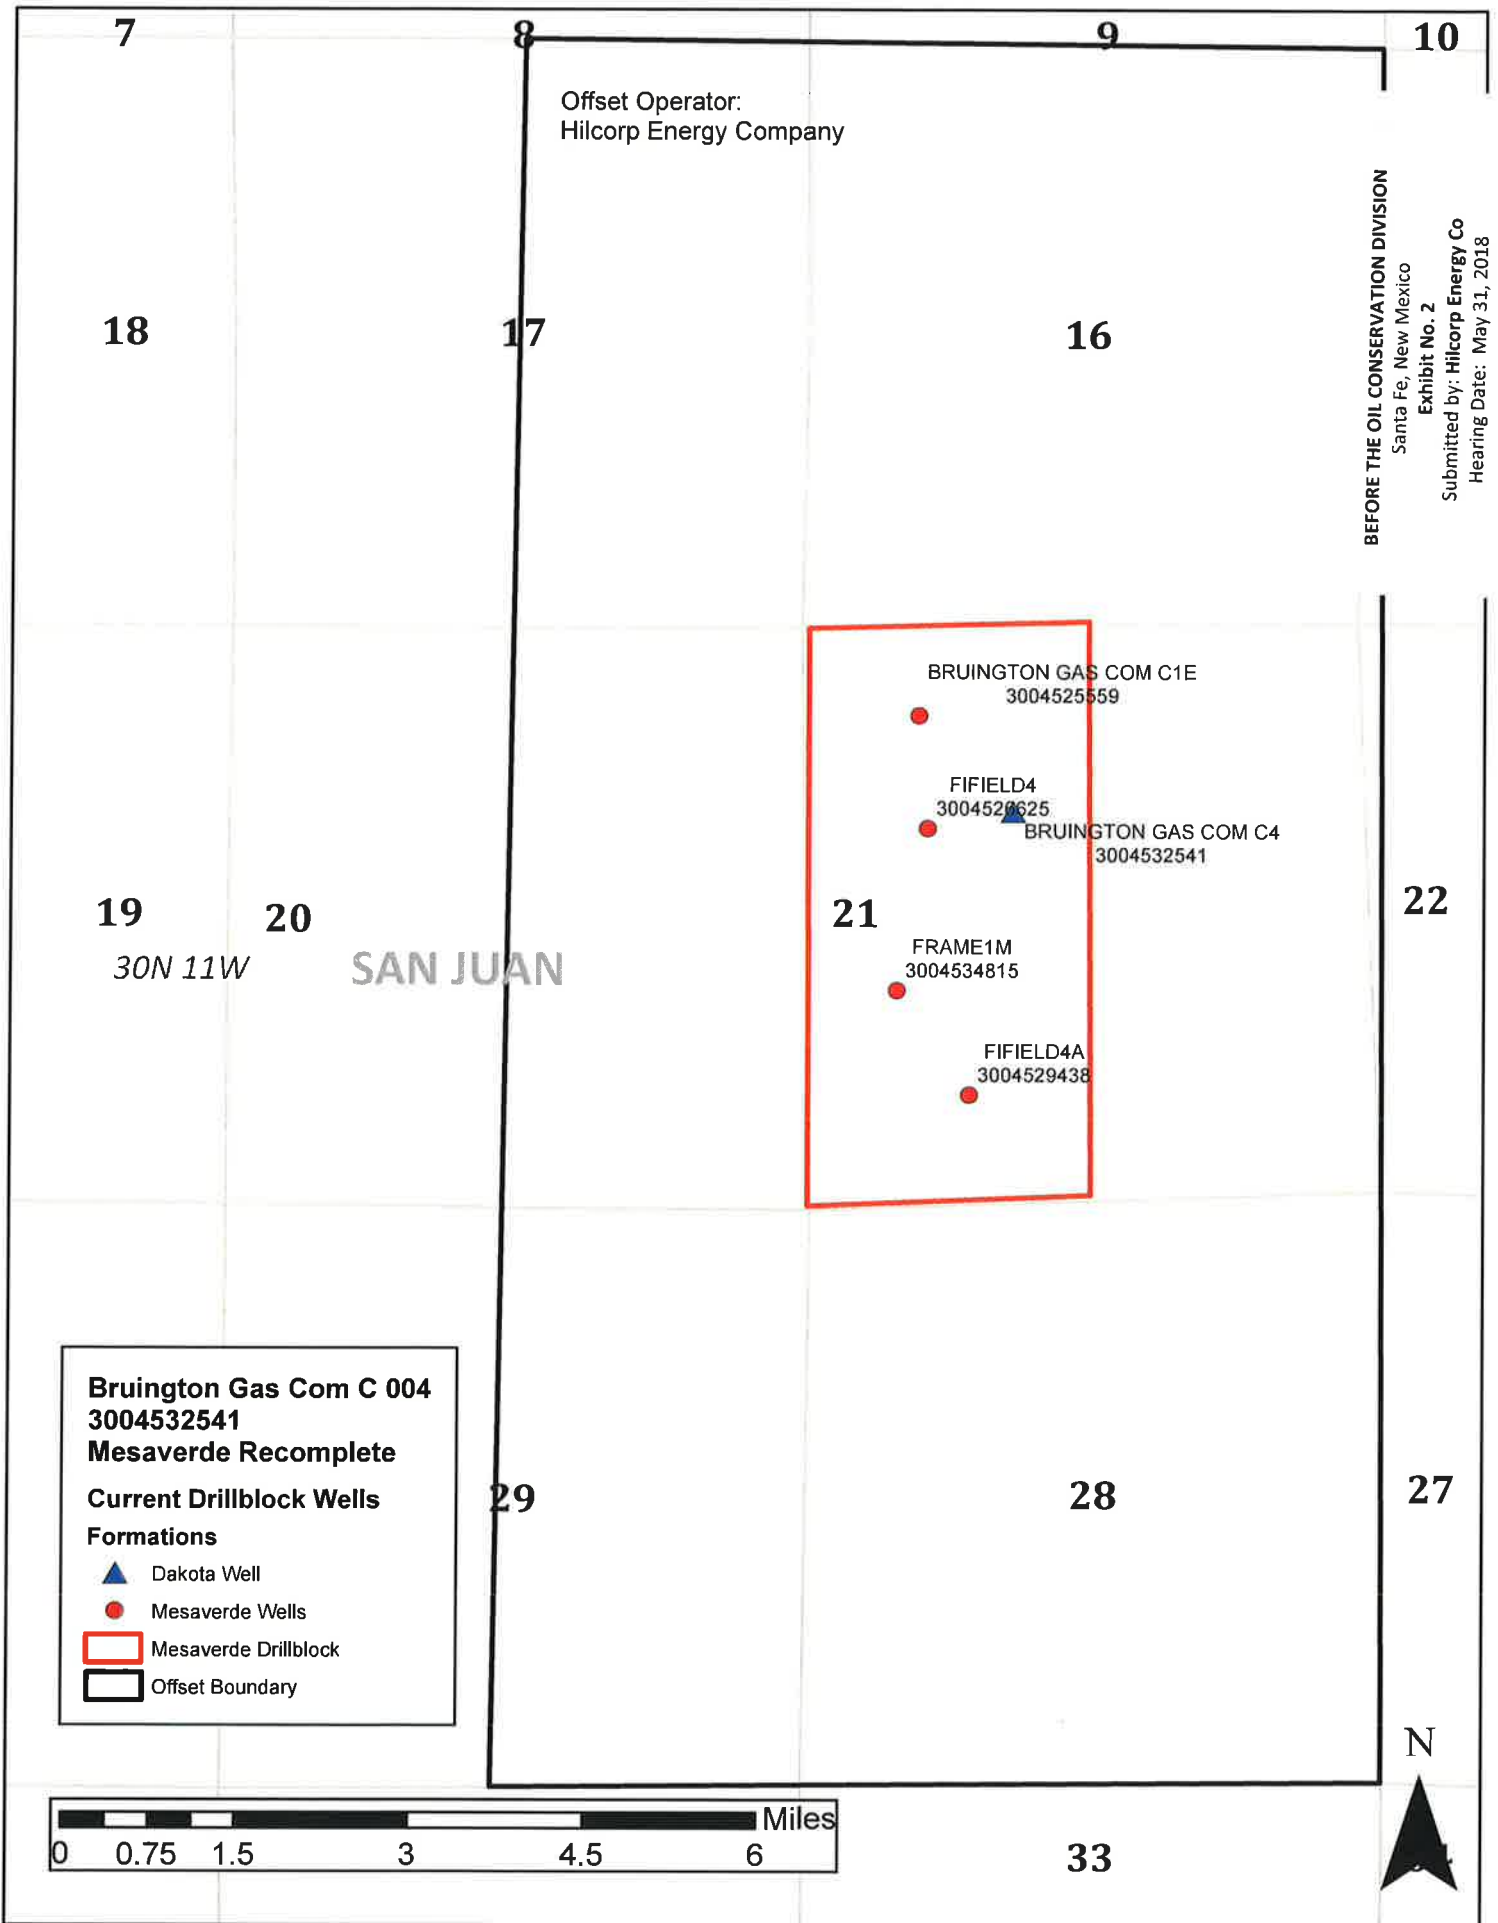 7
8
9
10
Offset Operator:
Hilcorp Energy Company
BEFORE THE OIL CONSERVATION DIVISION
Santa Fe, New Mexico
Exhibit No. 2
Submitted by: Hilcorp Energy Co
Hearing Date: May 31, 2018
18
17
16
BRUINGTON GAS COM C1E
3004525559
FIFIELD4
3004526625
BRUINGTON GAS COM C4
3004532541
19
20
21
22
30N 11W
SAN JUAN
FRAME1M
3004534815
FIFIELD4A
3004529438
Bruington Gas Com C 004
3004532541
Mesaverde Recomplete
Current Drillblock Wells
Formations
Dakota Well
Mesaverde Wells
Mesaverde Drillblock
Offset Boundary
29
28
27
N
Miles
0 0.75 1.5 3 4.5 6
33